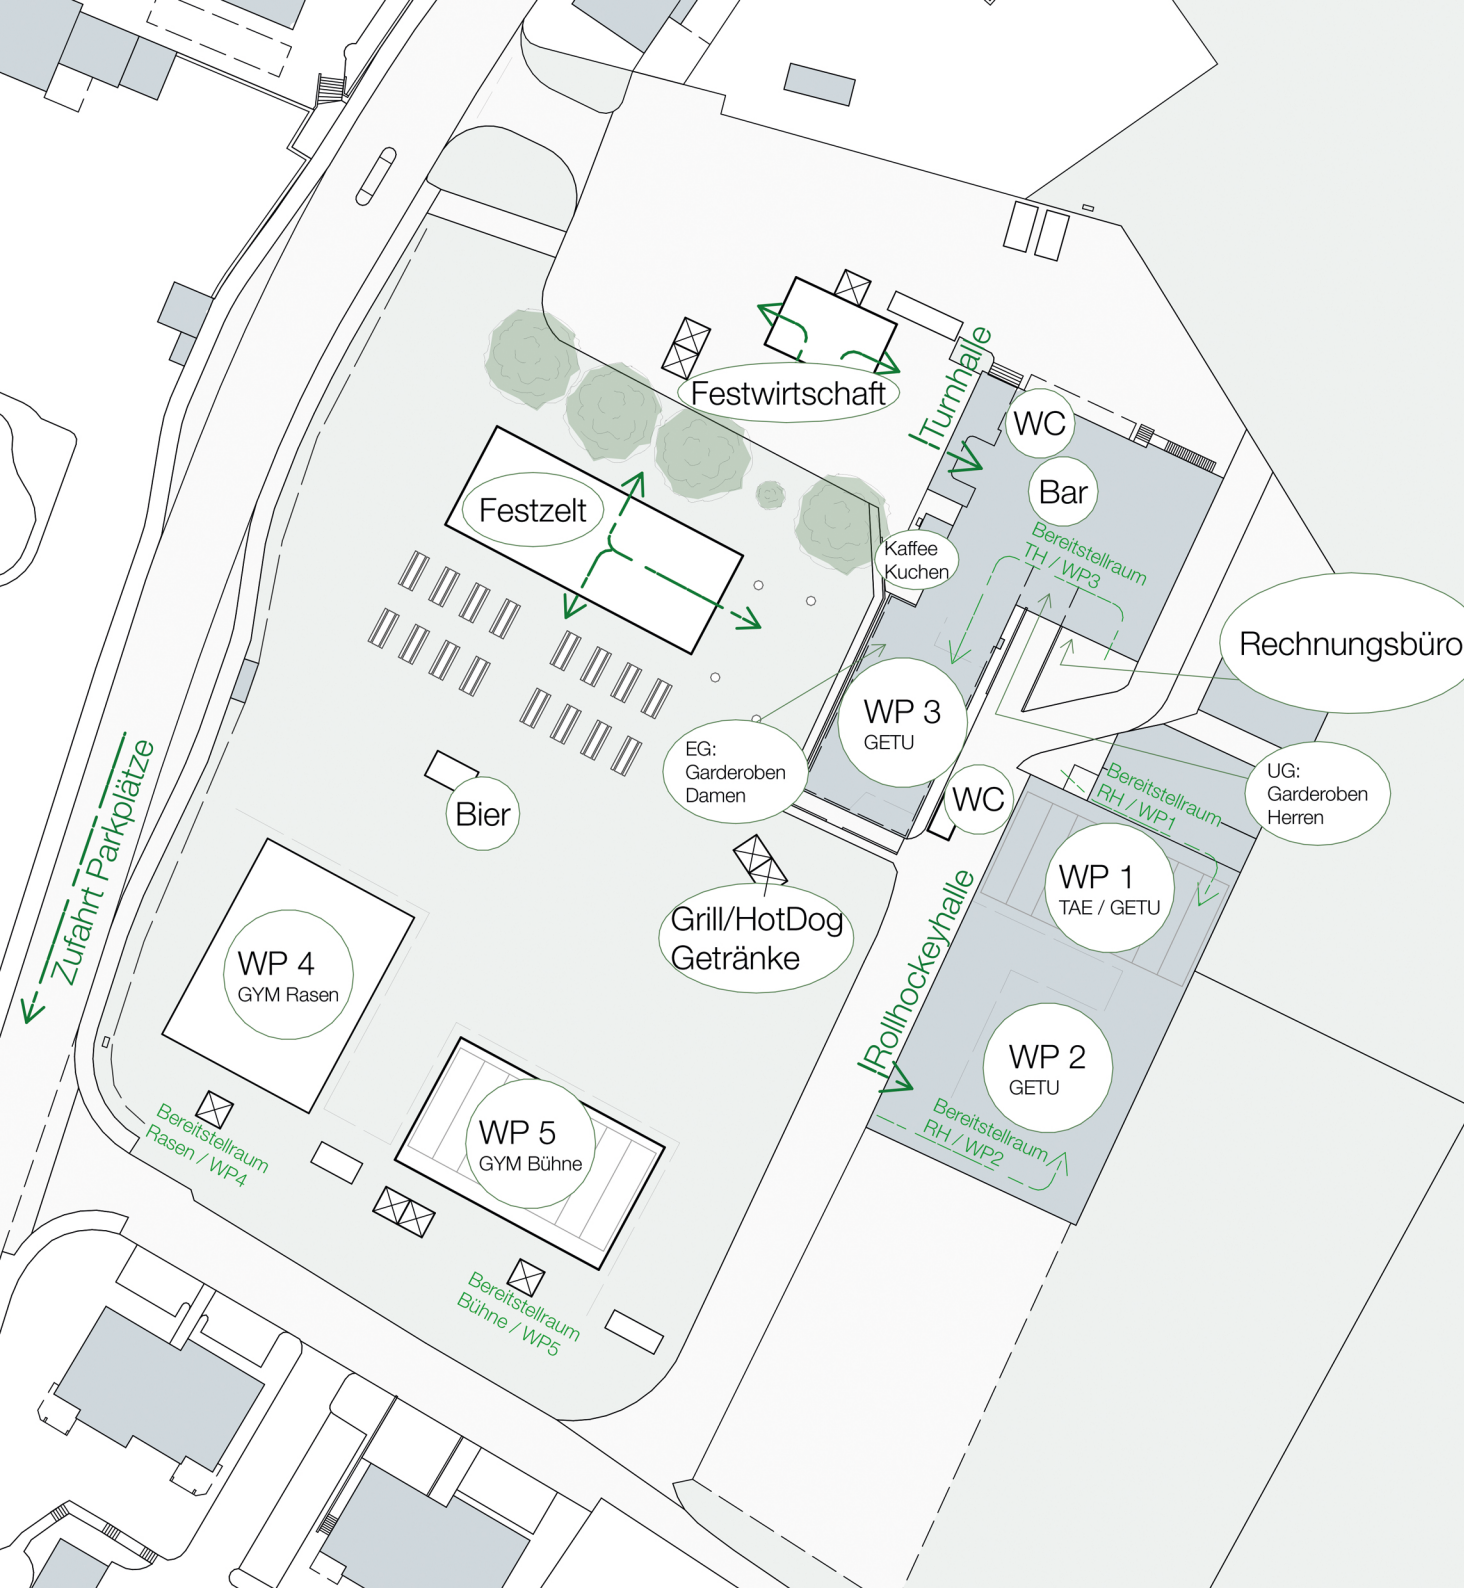 Festwirtschaft
Turnhalle
WC
Bar
Festzelt
Kaffee
Kuchen
Bereitstellraum
TH / WP3
Rechnungsbüro
WP 3
GETU
EG:
Garderoben
Damen
UG:
Garderoben
Herren
WC
Bereitstellraum
RH / WP1
Bier
Zufahrt Parkplätze
WP 1
TAE / GETU
Grill/HotDog
Getränke
Rollhockeyhalle
WP 4
GYM Rasen
WP 2
GETU
Bereitstellraum
RH / WP2
Bereitstellraum
Rasen / WP4
WP 5
GYM Bühne
Bereitstellraum
Bühne / WP5